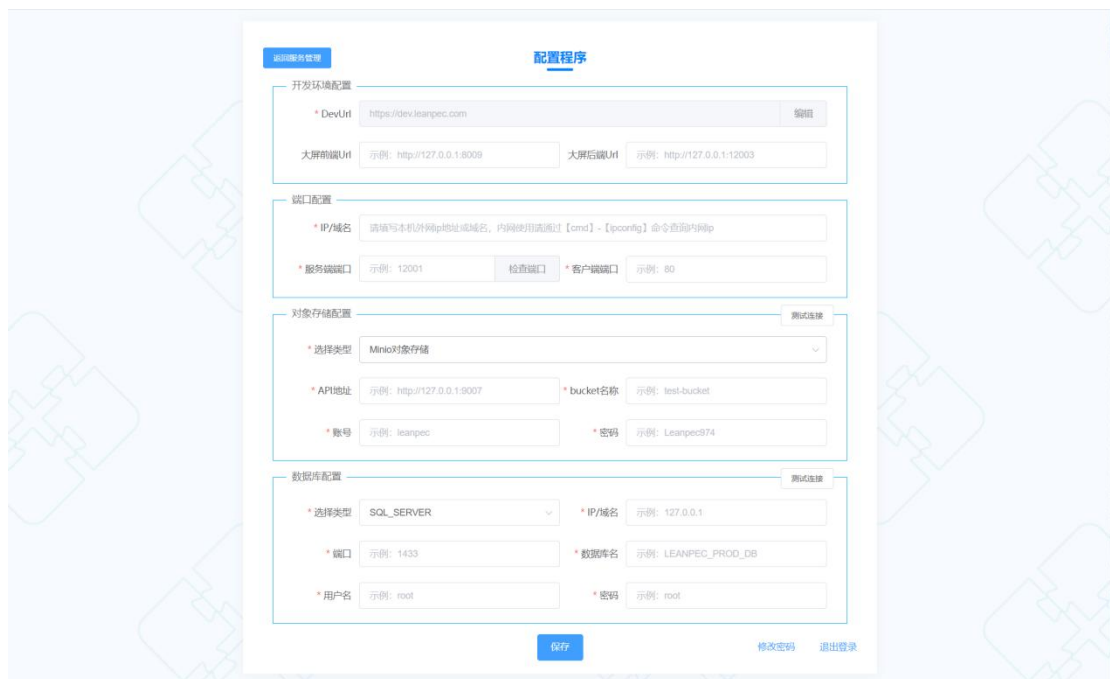 返回服务管理
配置程序
开发环境配置
* DevUrl https://dev.leanpec.com 编辑
大屏前端Url 示例：http://127.0.0.1:8009 大屏后端Url 示例：http://127.0.0.1:12003
端口配置
* IP/域名 请填写本机外网ip地址或域名，内网使用请通过【cmd】-【ipconfig】命令查询内网ip
* 服务端端口 示例：12001 检查端口 * 客户端端口 示例：80
对象存储配置 测试连接
* 选择类型 Minio对象存储
* API地址 示例：http://127.0.0.1:9007 * bucket名称 示例：test-bucket
* 账号 示例：leanpec * 密码 示例：Leanpec974
数据库配置 测试连接
* 选择类型 SQL_SERVER * IP/域名 示例：127.0.0.1
* 端口 示例：1433 * 数据库名 示例：LEANPEC_PROD_DB
* 用户名 示例：root * 密码 示例：root
保存 修改密码 退出登录